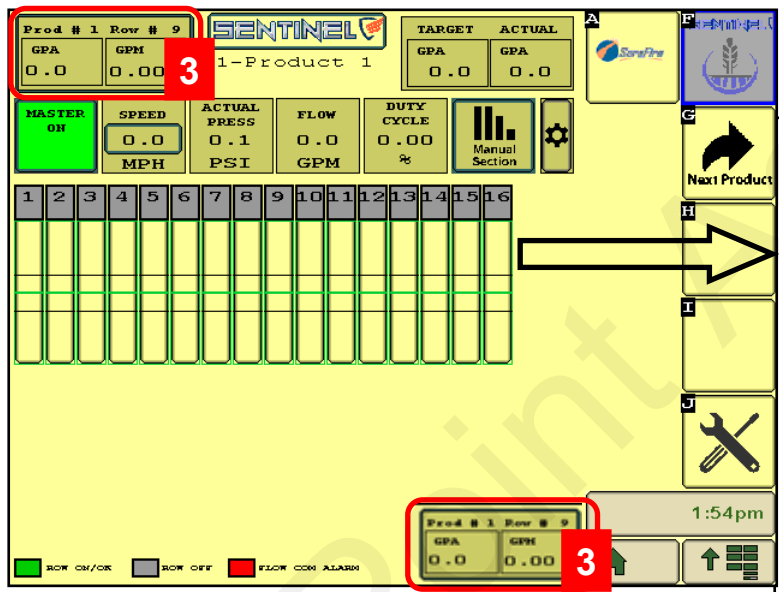 Prod # 1 Row # 9
GPA GPM
0.0 0.00
3
SENTINEL
1-Product 1
TARGET ACTUAL
GPA GPA
0.0 0.0
A
SureFire
F
G
Next Product
H
I
J
MASTER
ON
SPEED
0.0
MPH
ACTUAL
PRESS
0.1
PSI
FLOW
0.0
GPM
DUTY
CYCLE
0.00
%
Manual
Section
1 2 3 4 5 6 7 8 9 10 11 12 13 14 15 16
Prod # 1 Row # 9
GPA GPM
0.0 0.00
3
1:54pm
ROW ON/OK ROW OFF FLOW COM ALARM